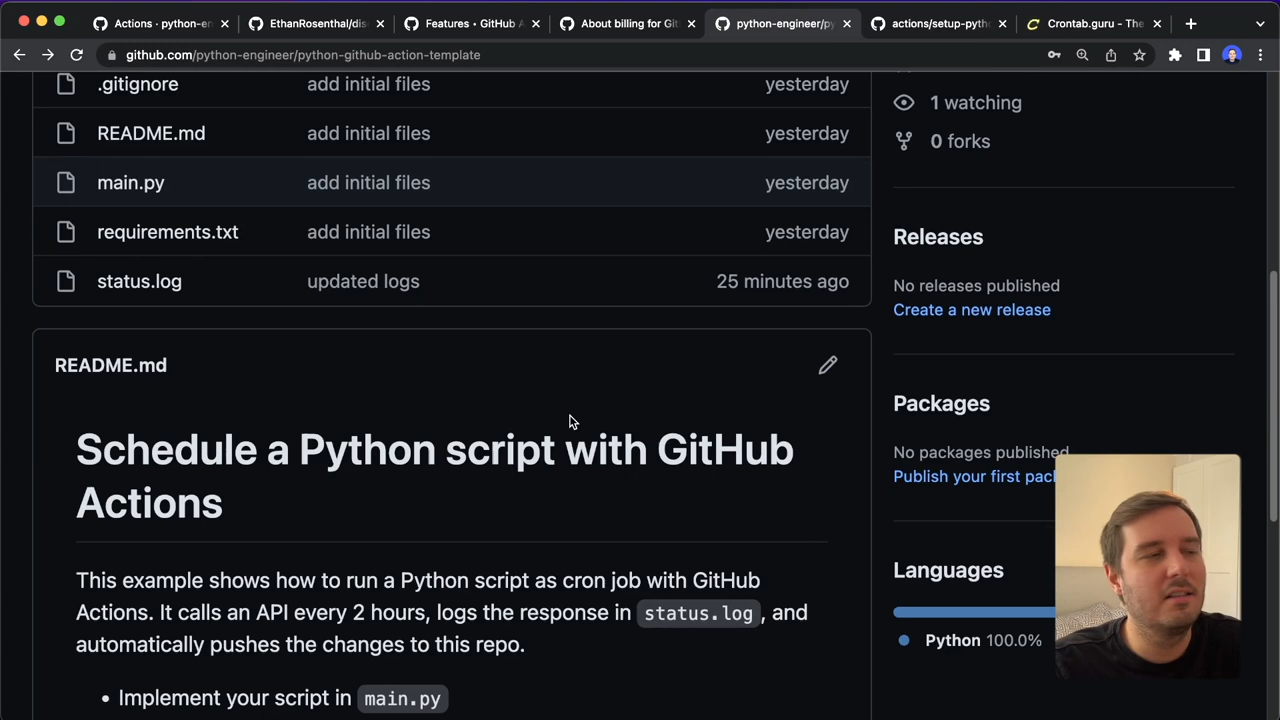 Actions · python-en
EthanRosenthal/dis
Features • GitHub A
About billing for Git
python-engineer/py
actions/setup-pytho
Crontab.guru - The
github.com/python-engineer/python-github-action-template
.gitignore
add initial files
yesterday
README.md
add initial files
yesterday
main.py
add initial files
yesterday
requirements.txt
add initial files
yesterday
status.log
updated logs
25 minutes ago
README.md
Schedule a Python script with GitHub
Actions
This example shows how to run a Python script as cron job with GitHub
Actions. It calls an API every 2 hours, logs the response in status.log, and
automatically pushes the changes to this repo.
• Implement your script in main.py
1 watching
0 forks
Releases
No releases published
Create a new release
Packages
No packages published
Publish your first pac
Languages
Python 100.0%